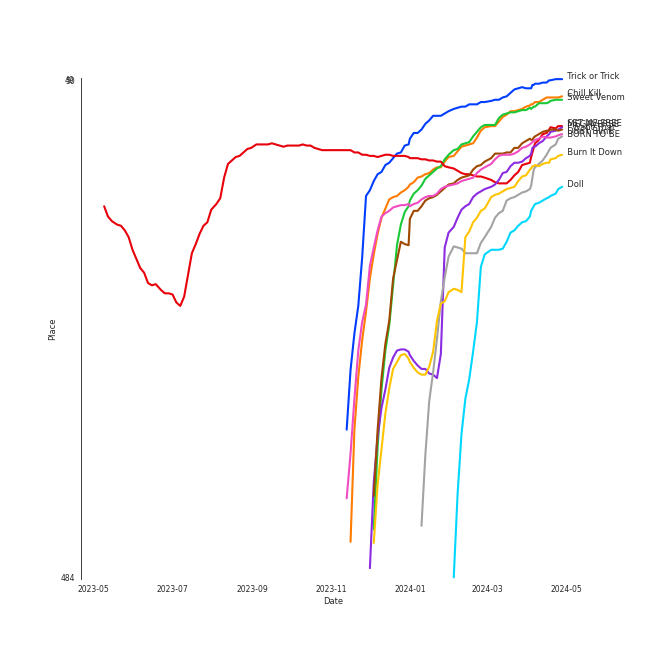 Trick or Trick
Chill Kill
Sweet Venom
BORN TO BE
Burn It Down
Doll
Place
484
2023-05
2023-07
2023-09
2023-11
2024-01
2024-03
2024-05
Date